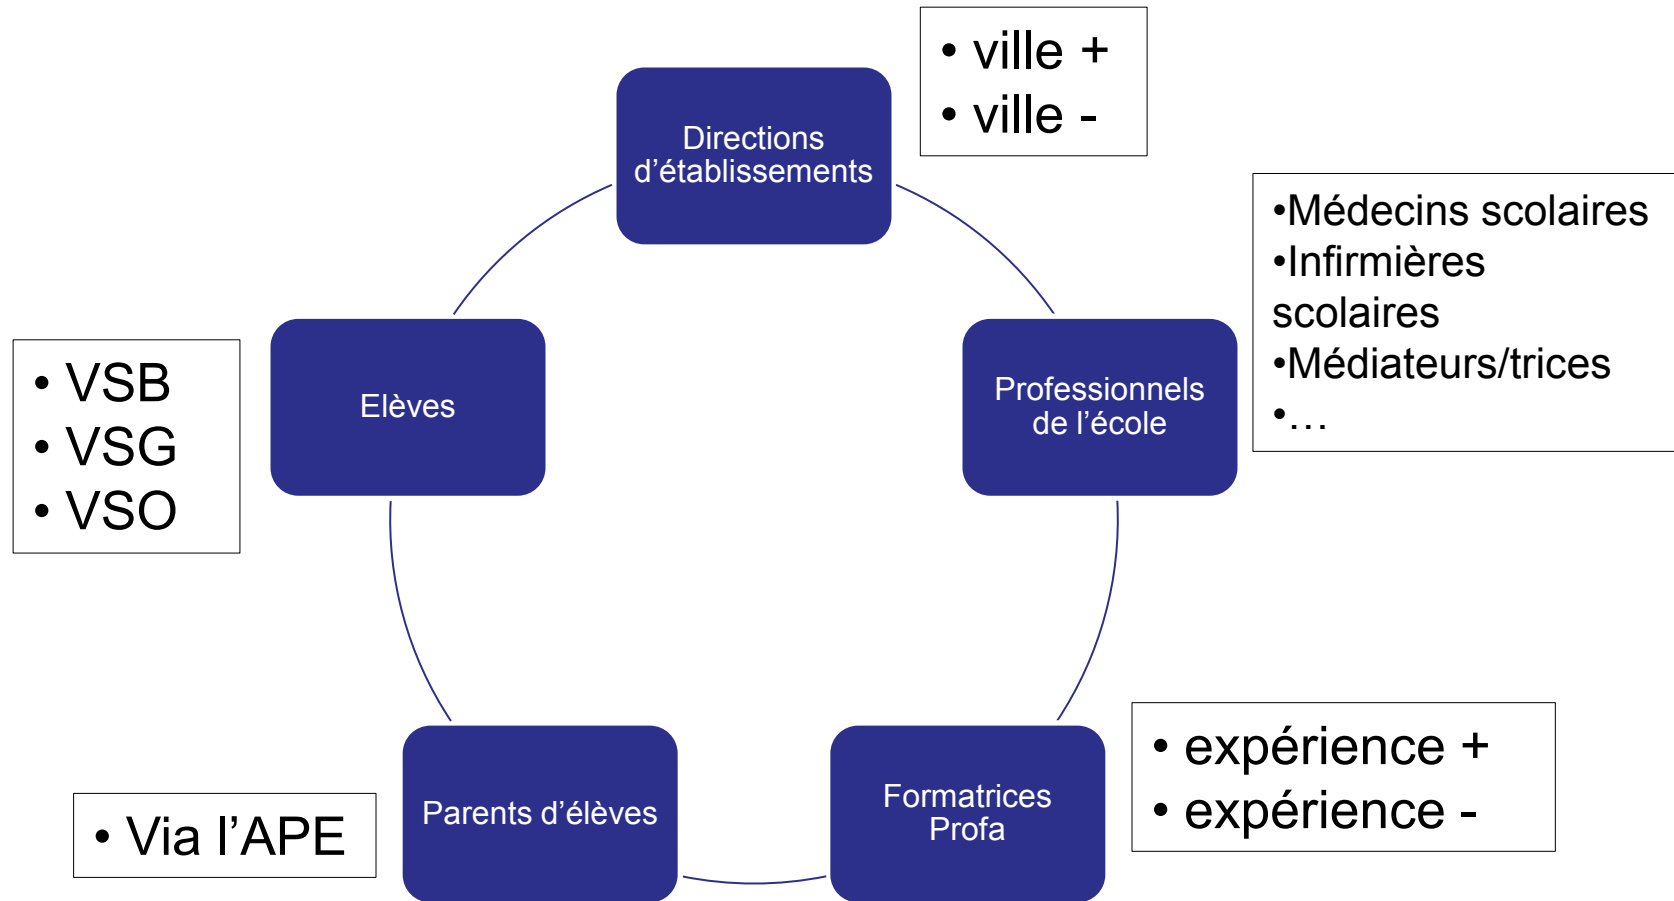 • ville +
• ville -
Directions
d’établissements
•Médecins scolaires
•Infirmières
scolaires
•Médiateurs/trices
•…
Professionnels
de l’école
• VSB
• VSG
• VSO
Elèves
• expérience +
• expérience -
Formatrices
Profa
Parents d’élèves
• Via l’APE